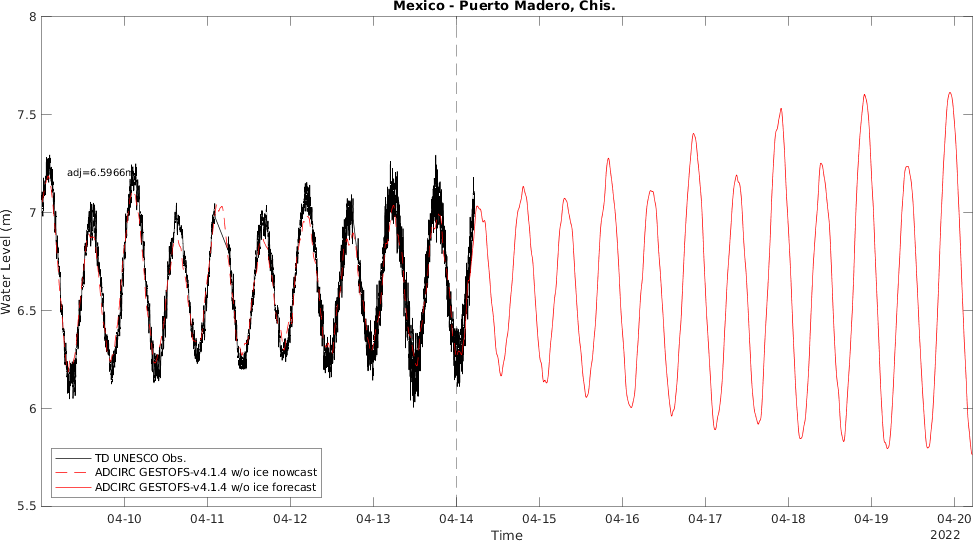 Mexico - Puerto Madero, Chis.
8
7.5
7
6.5
6
5.5
Water Level (m)
adj=6.5966m
TD UNESCO Obs.
ADCIRC GESTOFS-v4.1.4 w/o ice nowcast
ADCIRC GESTOFS-v4.1.4 w/o ice forecast
04-10 04-11 04-12 04-13 04-14 04-15 04-16 04-17 04-18 04-19 04-20
Time
2022